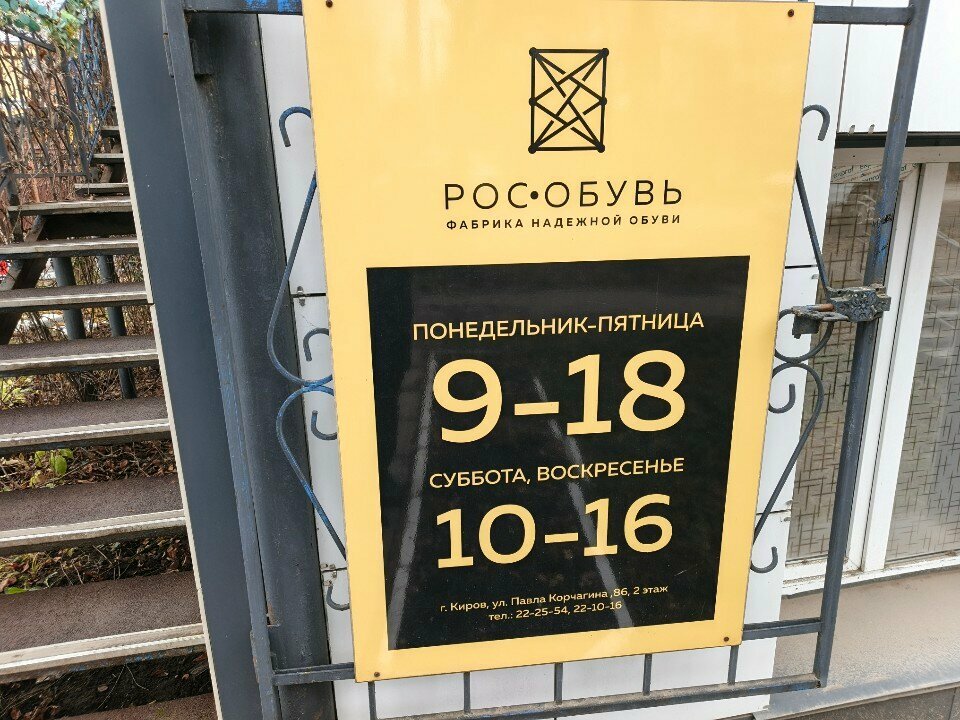 РОС•ОБУВЬ
ФАБРИКА НАДЕЖНОЙ ОБУВИ
ПОНЕДЕЛЬНИК-ПЯТНИЦА
9-18
СУББОТА, ВОСКРЕСЕНЬЕ
10-16
г. Киров, ул. Павла Корчагина ,86, 2 этаж
тел.: 22-25-54, 22-10-16